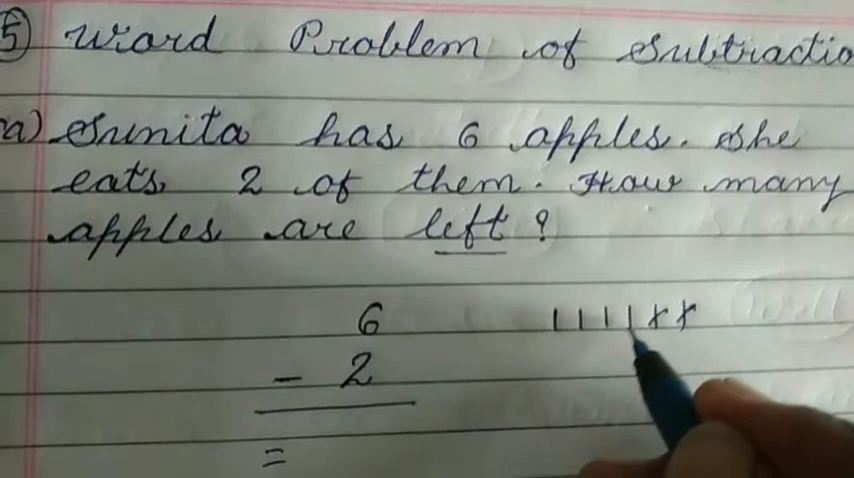 5) Word Problem of Subtractio
a) Sunita has 6 apples. She
eats 2 of them. How many
apples are left?
6
- 2
=